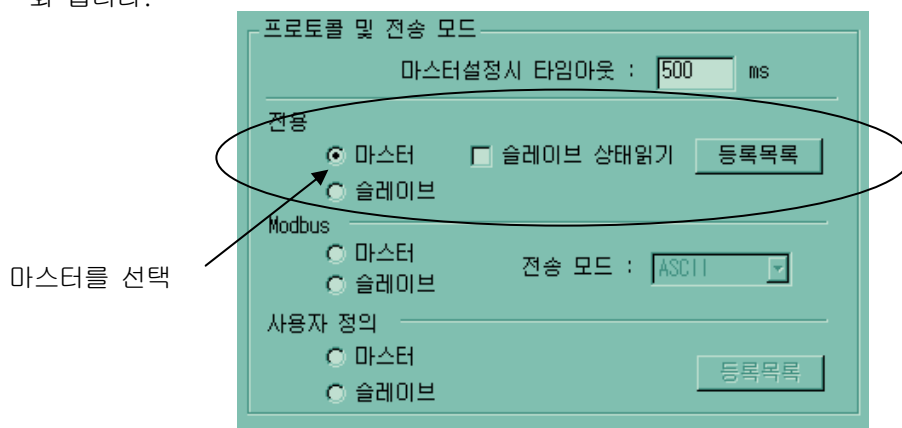 프로토콜 및 전송 모드
마스터설정시 타임아웃 : 500 ms
전용
마스터 슬레이브 상태읽기 등록목록
슬레이브
Modbus
마스터
전송 모드 : ASCII
슬레이브
마스터를 선택
사용자 정의
마스터
등록목록
슬레이브